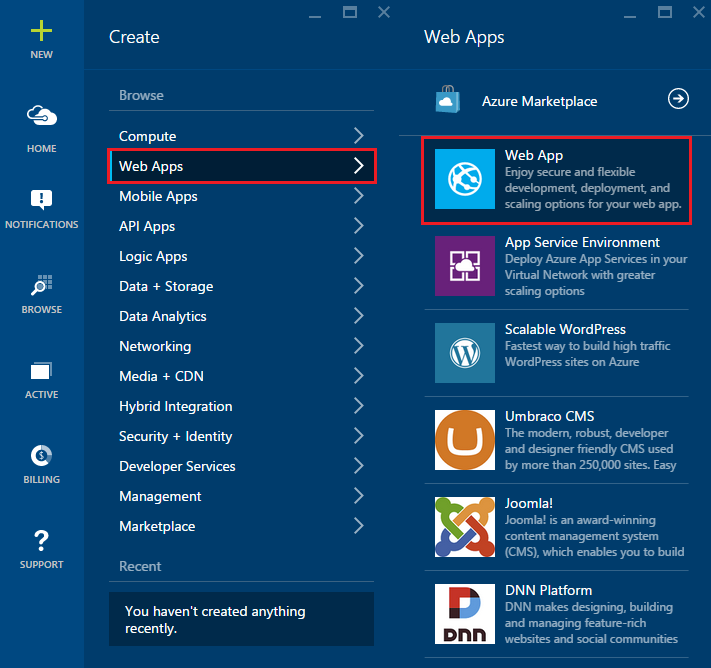 NEW
HOME
NOTIFICATIONS
BROWSE
ACTIVE
BILLING
SUPPORT
Create
Browse
Compute
Web Apps
Mobile Apps
API Apps
Logic Apps
Data + Storage
Data Analytics
Networking
Media + CDN
Hybrid Integration
Security + Identity
Developer Services
Management
Marketplace
Recent
You haven't created anything
recently.
Web Apps
Azure Marketplace
Web App
Enjoy secure and flexible
development, deployment, and
scaling options for your web app.
App Service Environment
Deploy Azure App Services in your
Virtual Network with greater
scaling options
Scalable WordPress
Fastest way to build high traffic
WordPress sites on Azure
Umbraco CMS
The modern, robust, developer
and designer friendly CMS used
by more than 250,000 sites. Easy
Joomla!
Joomla! is an award-winning
content management system
(CMS), which enables you to build
DNN
DNN Platform
DNN makes designing, building
and managing feature-rich
websites and social communities